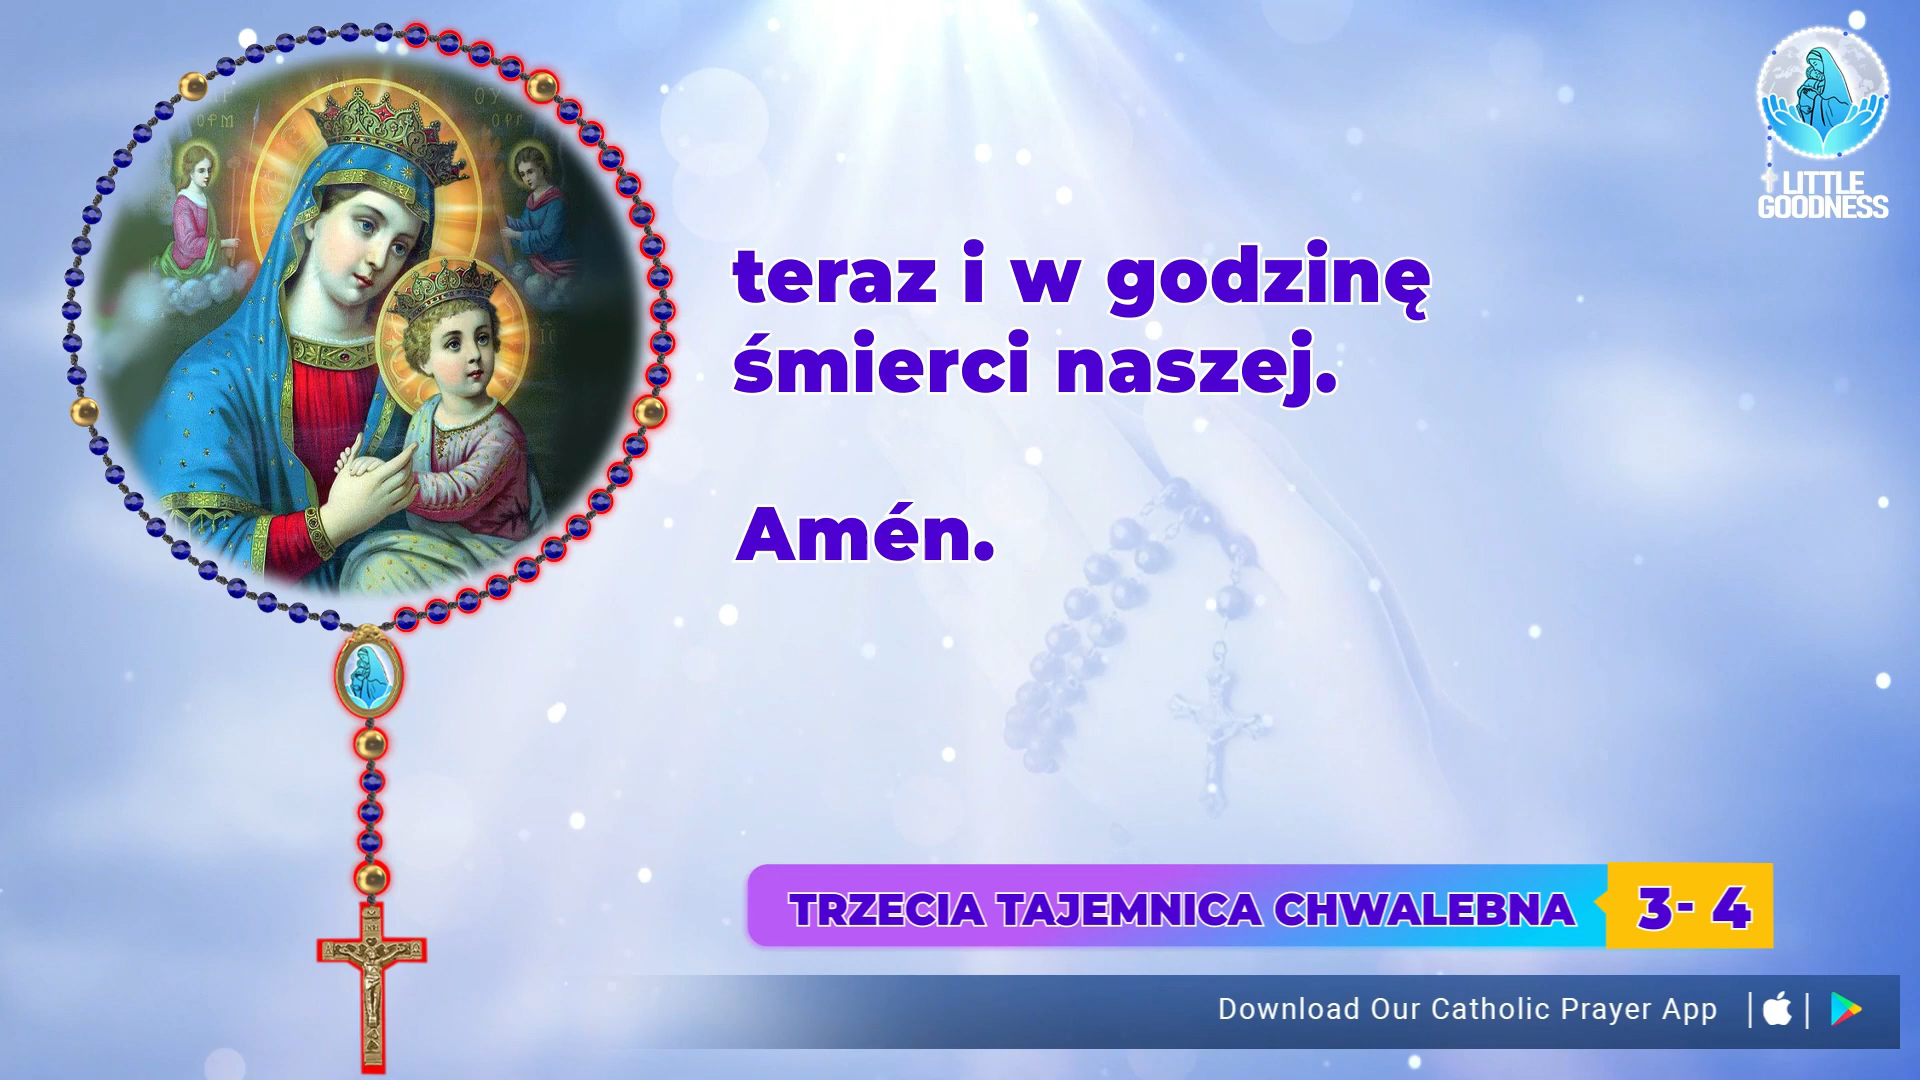 LITTLE
GOODNESS
teraz i w godzinę
śmierci naszej.
Amén.
TRZECIA TAJEMNICA CHWALEBNA 3- 4
Download Our Catholic Prayer App